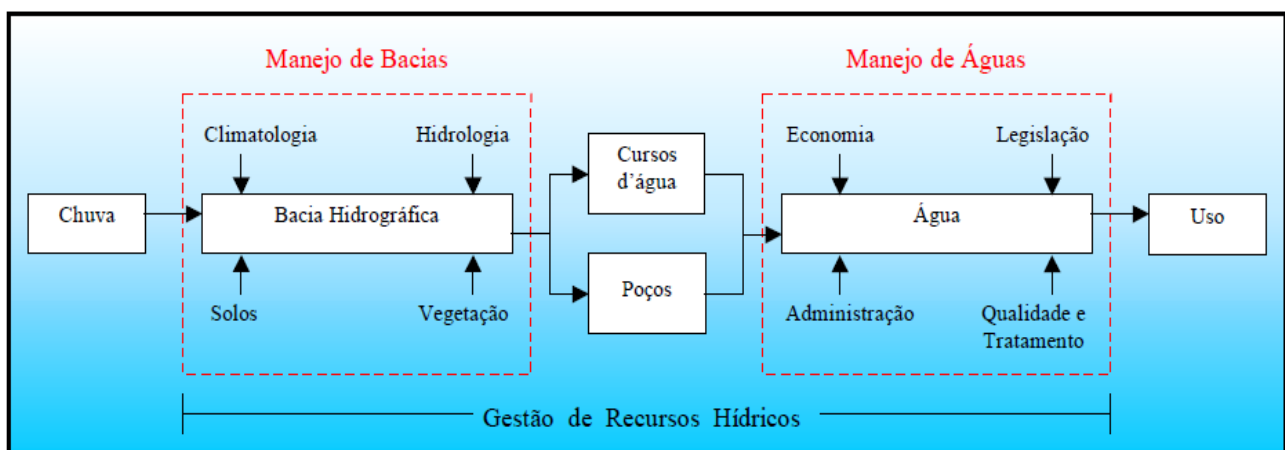 Manejo de Bacias
Manejo de Águas
Climatologia
Hidrologia
Economia
Legislação
Cursos
d'água
Chuva
Bacia Hidrográfica
Água
Uso
Poços
Solos
Vegetação
Administração
Qualidade e
Tratamento
Gestão de Recursos Hídricos